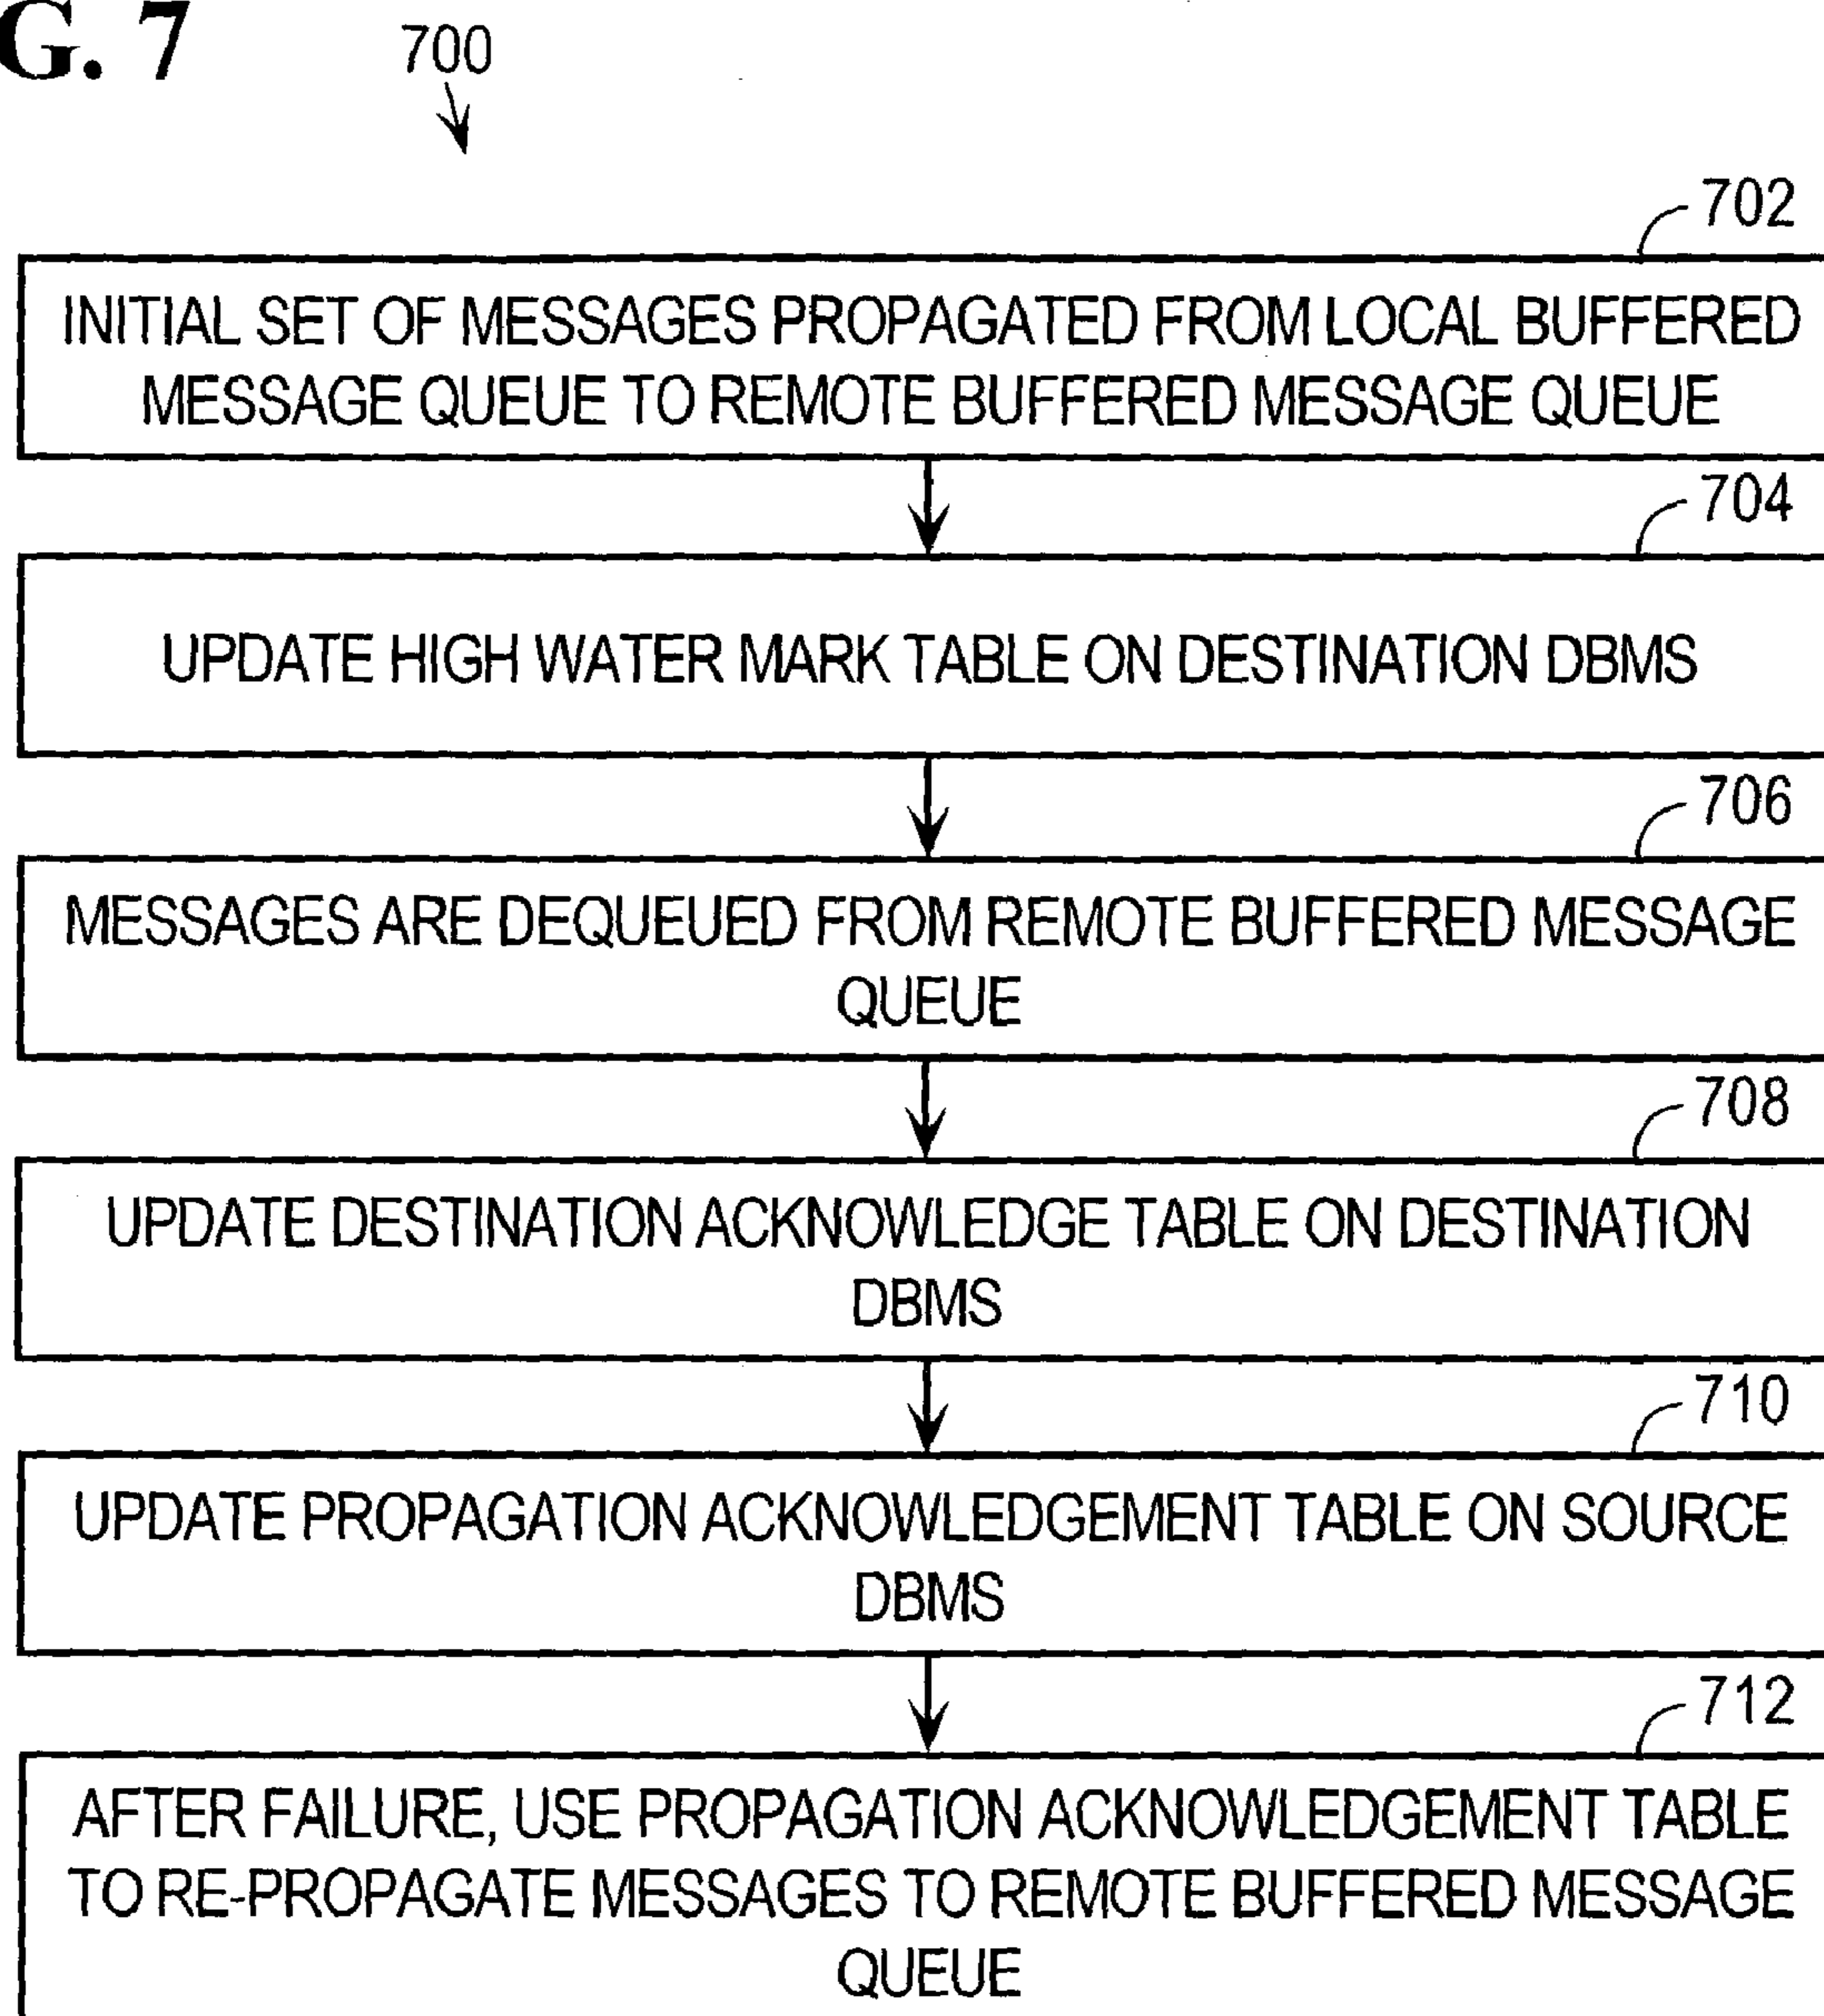 G. 7
700
702
INITIAL SET OF MESSAGES PROPAGATED FROM LOCAL BUFFERED
MESSAGE QUEUE TO REMOTE BUFFERED MESSAGE QUEUE
704
UPDATE HIGH WATER MARK TABLE ON DESTINATION DBMS
706
MESSAGES ARE DEQUEUED FROM REMOTE BUFFERED MESSAGE
QUEUE
708
UPDATE DESTINATION ACKNOWLEDGE TABLE ON DESTINATION
DBMS
710
UPDATE PROPAGATION ACKNOWLEDGEMENT TABLE ON SOURCE
DBMS
712
AFTER FAILURE, USE PROPAGATION ACKNOWLEDGEMENT TABLE
TO RE-PROPAGATE MESSAGES TO REMOTE BUFFERED MESSAGE
QUEUE